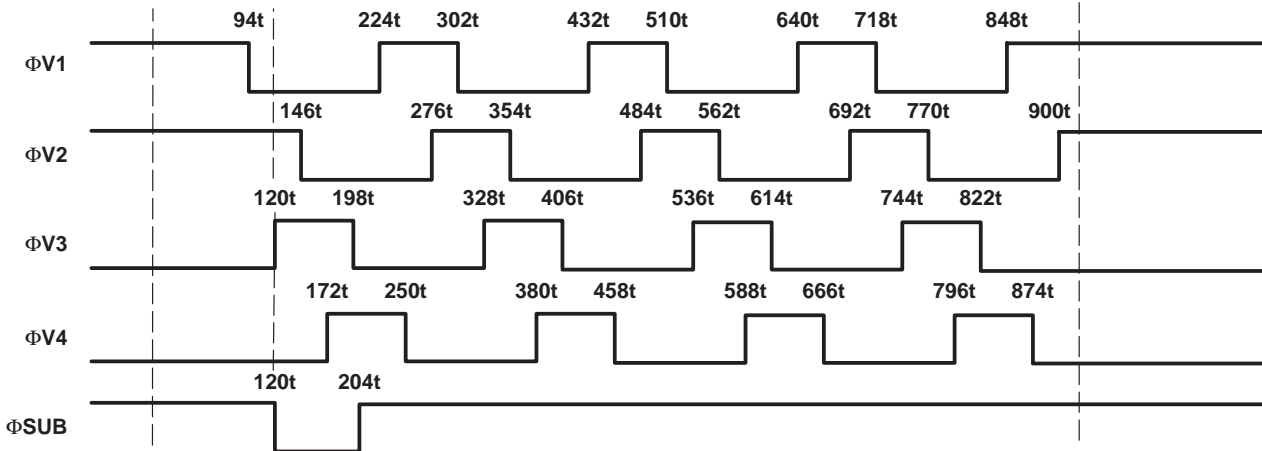 94t 224t 302t 432t 510t 640t 718t 848t
ΦV1
146t 276t 354t 484t 562t 692t 770t 900t
ΦV2
120t 198t 328t 406t 536t 614t 744t 822t
ΦV3
172t 250t 380t 458t 588t 666t 796t 874t
ΦV4
120t 204t
ΦSUB